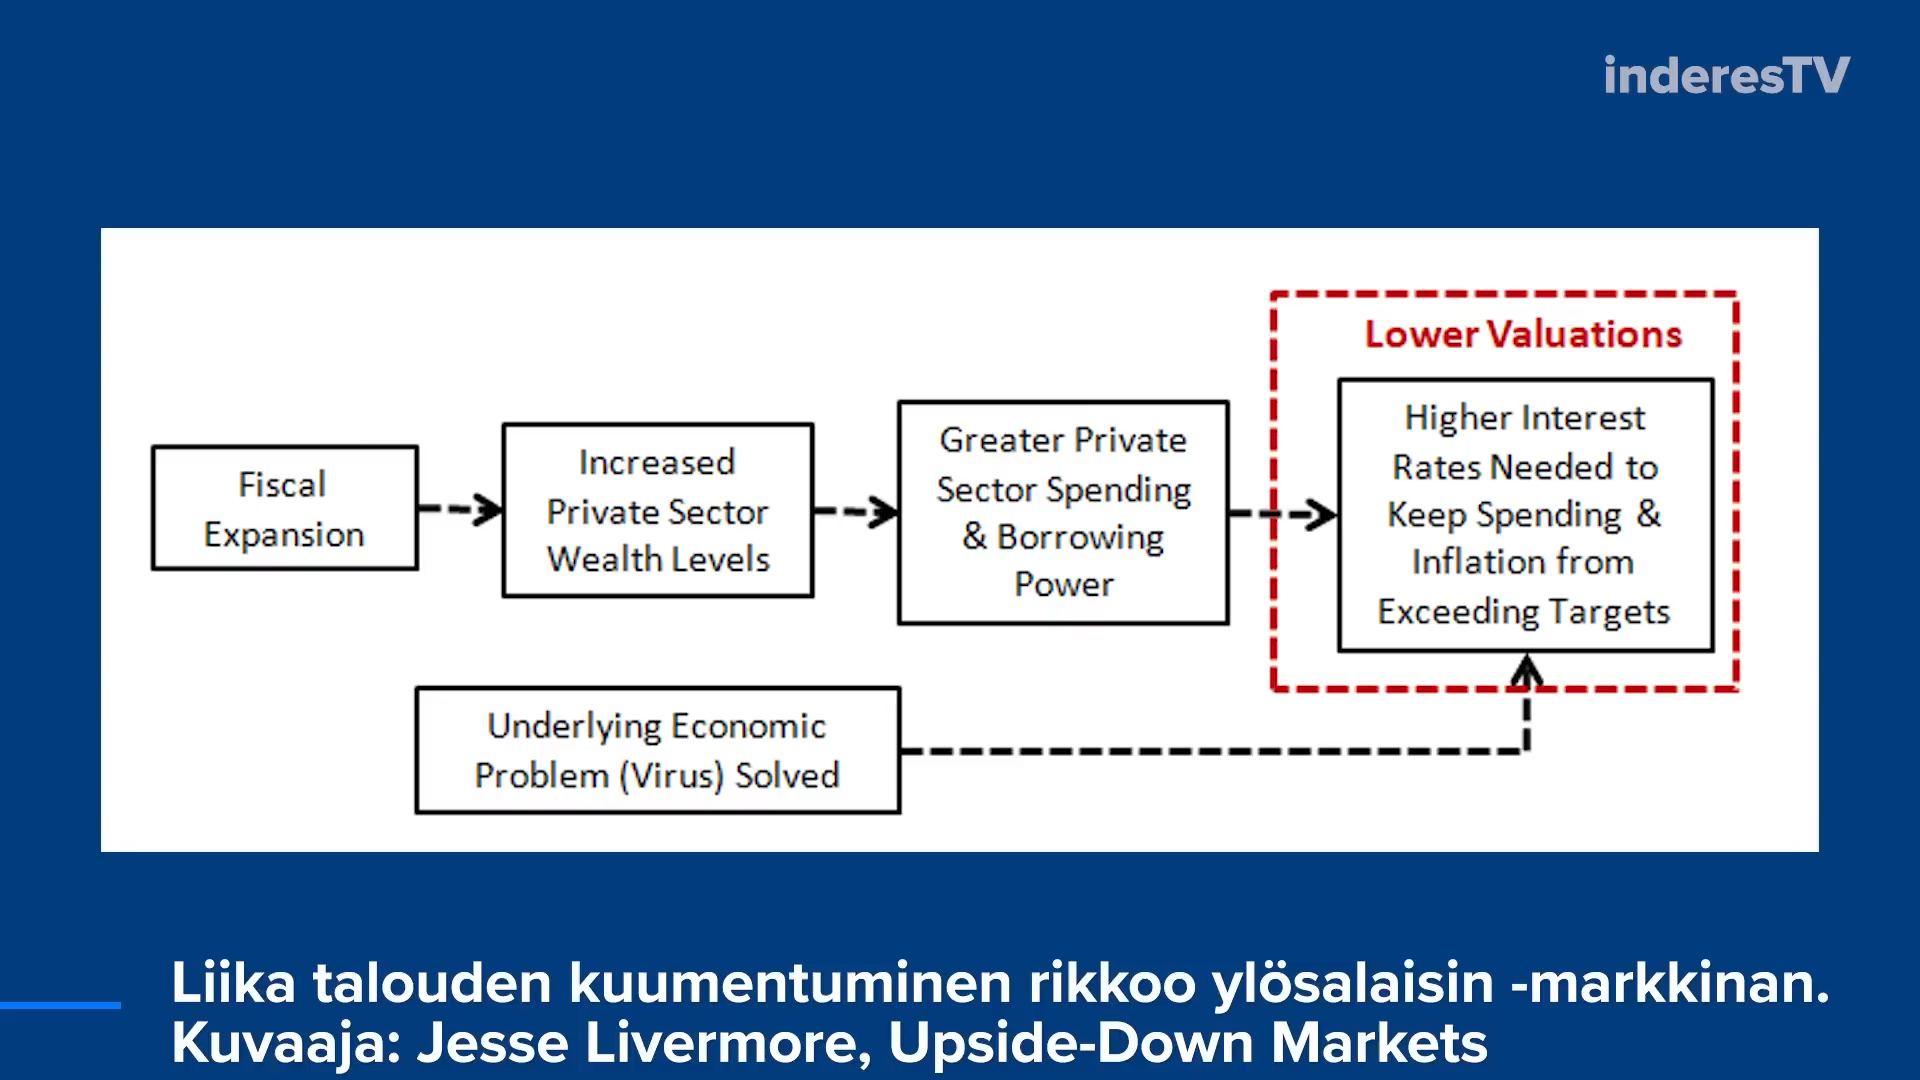 inderesTV
Lower Valuations
Fiscal
Expansion
Increased
Private Sector
Wealth Levels
Greater Private
Sector Spending
& Borrowing
Power
Higher Interest
Rates Needed to
Keep Spending &
Inflation from
Exceeding Targets
Underlying Economic
Problem (Virus) Solved
Liika talouden kuumentuminen rikkoo ylösalaisin -markkinan.
Kuvaaja: Jesse Livermore, Upside-Down Markets